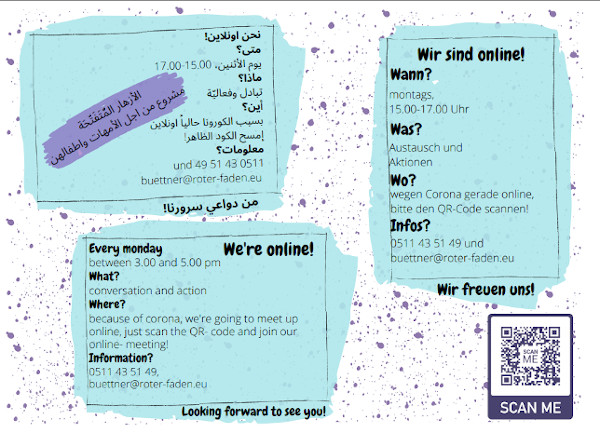 نحن اونلاين!
متى؟
يوم الأثنين، 15.00-17.00
ماذا؟
تبادل وفعاليّة
أين؟
بسبب الكورونا حالياً اونلاين
إمسح الكود الظاهر!
معلومات؟
0511 43 51 49 und
buettner@roter-faden.eu
من دواعي سرورنا!
الأزهار المُتَفَتِّحَة
مشروع من أجل الأمهات واطفالهن
Wir sind online!
Wann?
montags,
15.00-17.00 Uhr
Was?
Austausch und
Aktionen
Wo?
wegen Corona gerade online,
bitte den QR-Code scannen!
Infos?
0511 43 51 49 und
buettner@roter-faden.eu
Wir freuen uns!
We're online!
Every monday
between 3.00 and 5.00 pm
What?
conversation and action
Where?
because of corona, we're going to meet up
online, just scan the QR- code and join our
online- meeting!
Information?
0511 43 51 49,
buettner@roter-faden.eu
Looking forward to see you!
SCAN
ME
SCAN ME